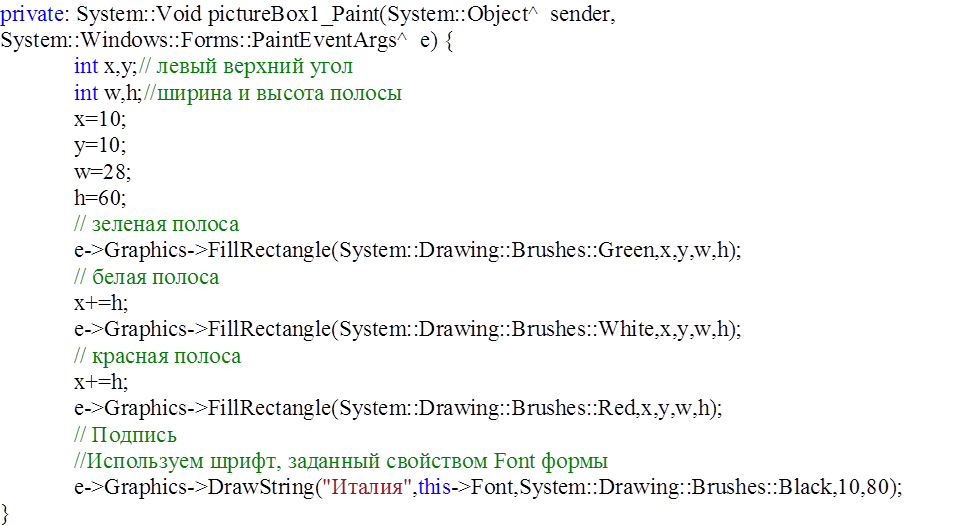 private: System::Void pictureBox1_Paint(System::Object^  sender,
System::Windows::Forms::PaintEventArgs^  e) {
int x,y;// левый верхний угол
int w,h;//ширина и высота полосы
x=10;
y=10;
w=28;
h=60;
// зеленая полоса
e->Graphics->FillRectangle(System::Drawing::Brushes::Green,x,y,w,h);
// белая полоса
x+=h;
e->Graphics->FillRectangle(System::Drawing::Brushes::White,x,y,w,h);
// красная полоса
x+=h;
e->Graphics->FillRectangle(System::Drawing::Brushes::Red,x,y,w,h);
// Подпись
//Используем шрифт, заданный свойством Font формы
e->Graphics->DrawString("Италия",this->Font,System::Drawing::Brushes::Black,10,80);
}